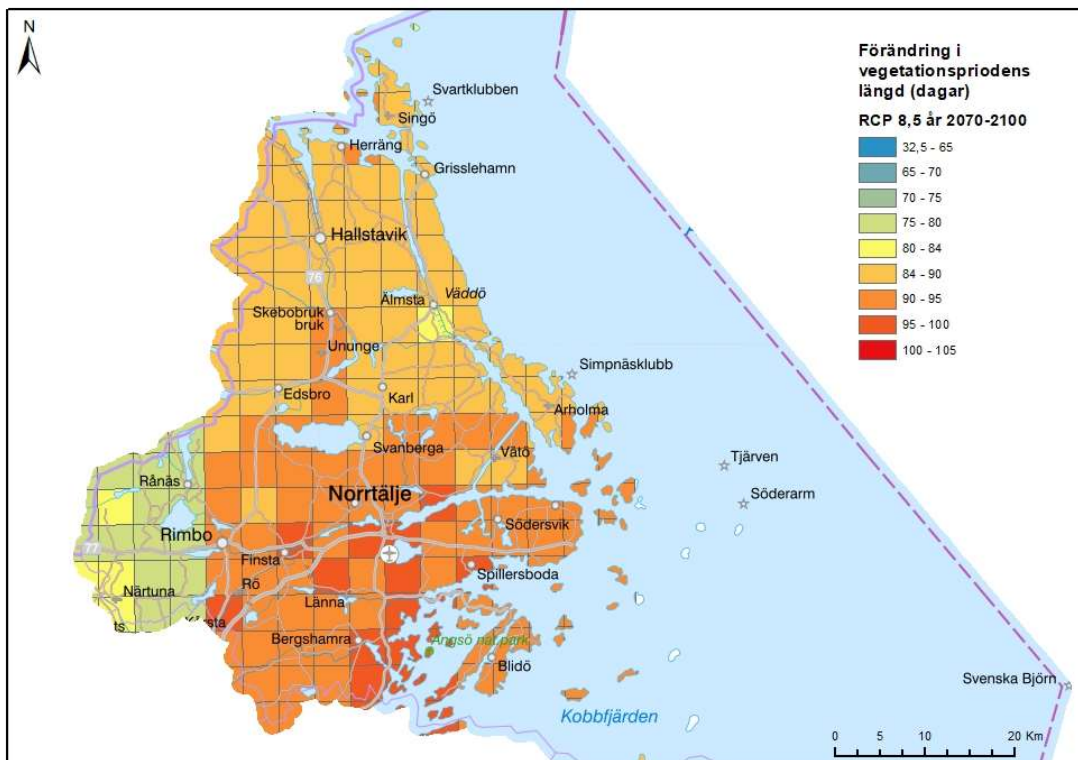 N
Svartklubben
Singö
Herräng
Grisslehamn
Hallstavik
76
Älmsta
Väddö
Skebobruk
bruk
Ununge
Simpnäsklubb
Edsbro
Karl
Arholma
Svanberga
Vätö
Tjärven
Rånäs
Norrtälje
Söderarm
Rimbo
Södersvik
77
Finsta
Spillersboda
Närtuna
Rö
Länna
ts
sta
Bergshamra
Ängsö nat.park
Blidö
Svenska Björn
Kobbfjärden
Förändring i
vegetationspriodens
längd (dagar)
RCP 8,5 år 2070-2100
32,5 - 65
65 - 70
70 - 75
75 - 80
80 - 84
84 - 90
90 - 95
95 - 100
100 - 105
0 5 10 20 Km